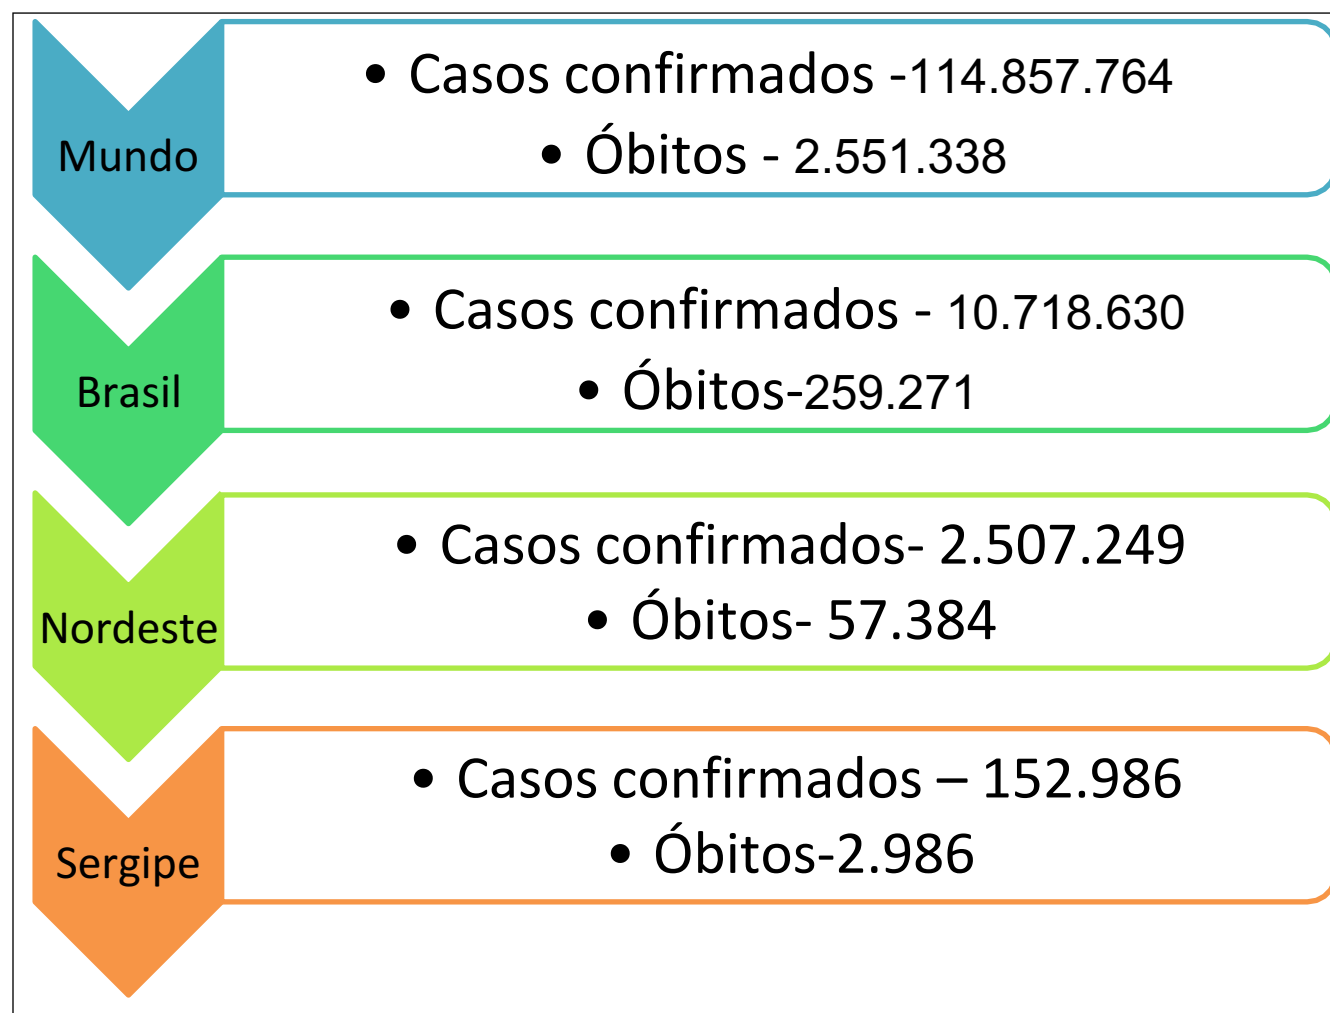 Mundo
• Casos confirmados -114.857.764
• Óbitos - 2.551.338
Brasil
• Casos confirmados - 10.718.630
• Óbitos-259.271
Nordeste
• Casos confirmados- 2.507.249
• Óbitos- 57.384
Sergipe
• Casos confirmados – 152.986
• Óbitos-2.986